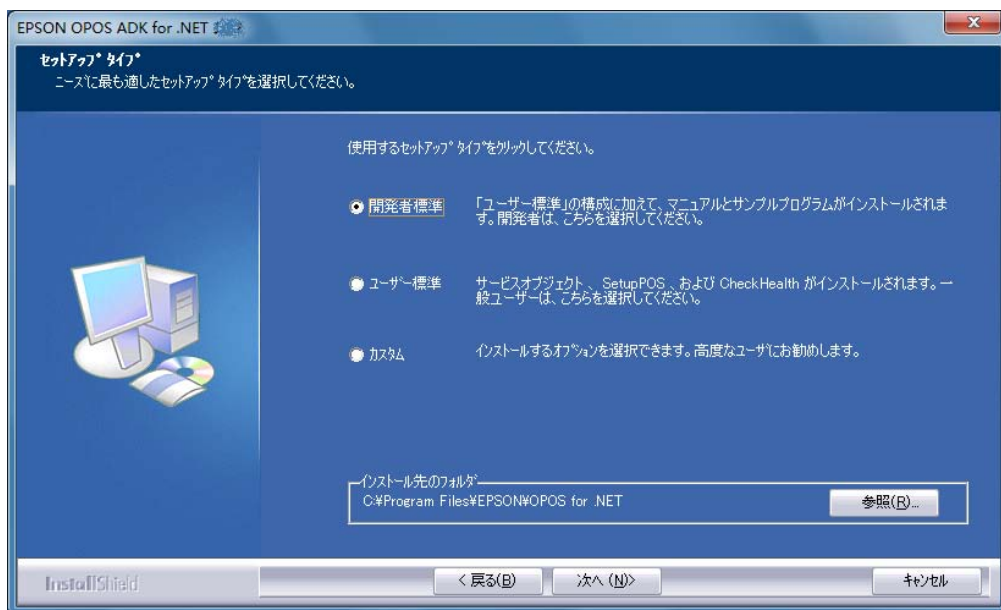 EPSON OPOS ADK for .NET
セットアップ タイプ
ニーズに最も適したセットアップ タイプを選択してください。
使用するセットアップ タイプをクリックしてください。
開発者標準
「ユーザー標準」の構成に加えて、マニュアルとサンプルプログラムがインストールされま
す。開発者は、こちらを選択してください。
ユーザー標準
サービスオブジェクト 、 SetupPOS 、および CheckHealth がインストールされます。一
般ユーザーは、こちらを選択してください。
カスタム
インストールするオプションを選択できます。高度なユーザにお勧めします。
インストール先のフォルダ
C:¥Program Files¥EPSON¥OPOS for .NET
参照(R)...
InstallShield
< 戻る(B)
次へ (N)>
キャンセル